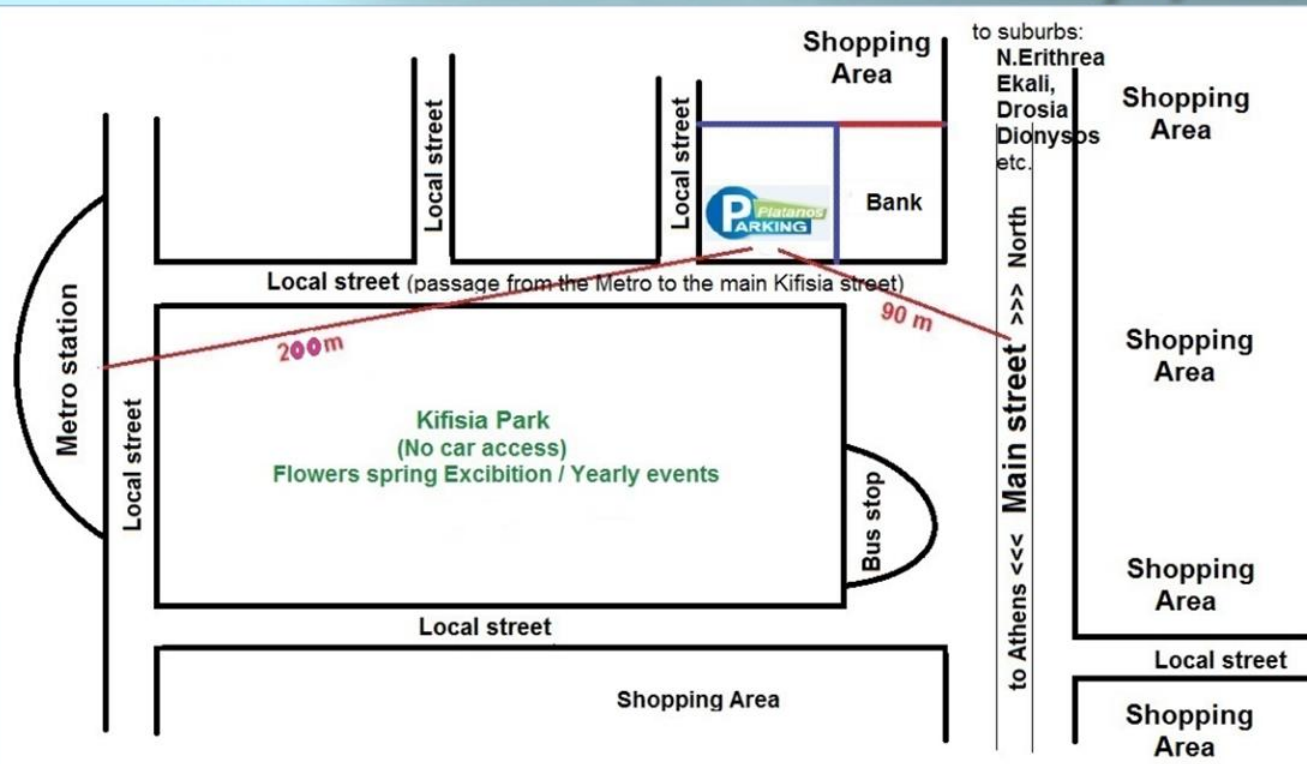 Shopping
Area
to suburbs:
N.Erithrea
Ekali,
Drosia
Dionysos
etc.
Shopping
Area
Local street
Local street
P
Platanos
ARKING
Bank
>>> North
Local street (passage from the Metro to the main Kifisia street)
200m
90 m
Metro station
Local street
Kifisia Park
(No car access)
Flowers spring Excibition / Yearly events
Bus stop
Main street
Shopping
Area
to Athens <<<
Shopping
Area
Local street
Local street
Shopping Area
Shopping
Area